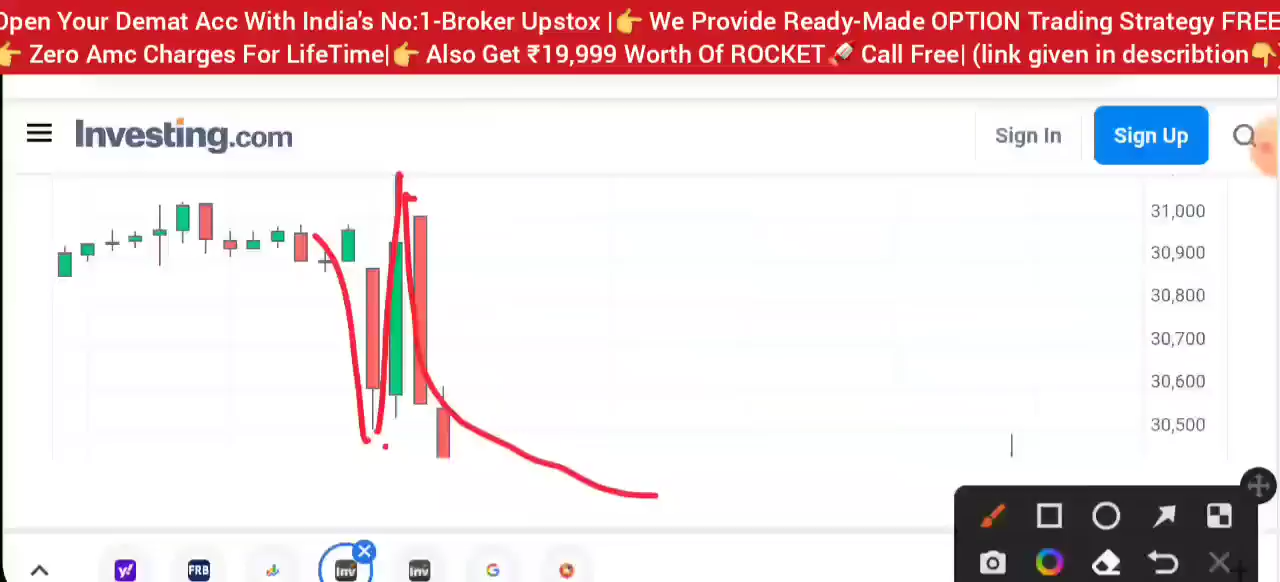 Open Your Demat Acc With India's No:1-Broker Upstox |👉 We Provide Ready-Made OPTION Trading Strategy FREE
👉 Zero Amc Charges For LifeTime|👉 Also Get ₹19,999 Worth Of ROCKET🚀 Call Free| (link given in describtion👇
Investing.com
Sign In
Sign Up
31,000
30,900
30,800
30,700
30,600
30,500
y!
FRB
Inv
Inv
G